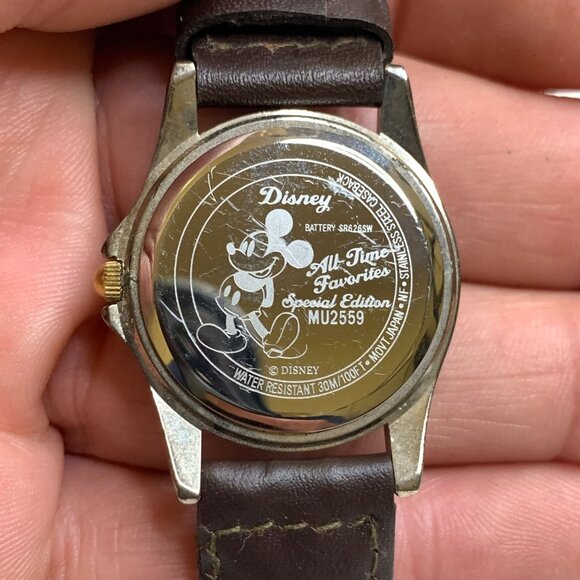 Disney
BATTERY SR626SW
All-Time
Favorites
Special Edition
MU2559
© DISNEY
WATER RESISTANT 30M/100FT • MOVT. JAPAN • NF • STAINLESS STEEL CASEBACK